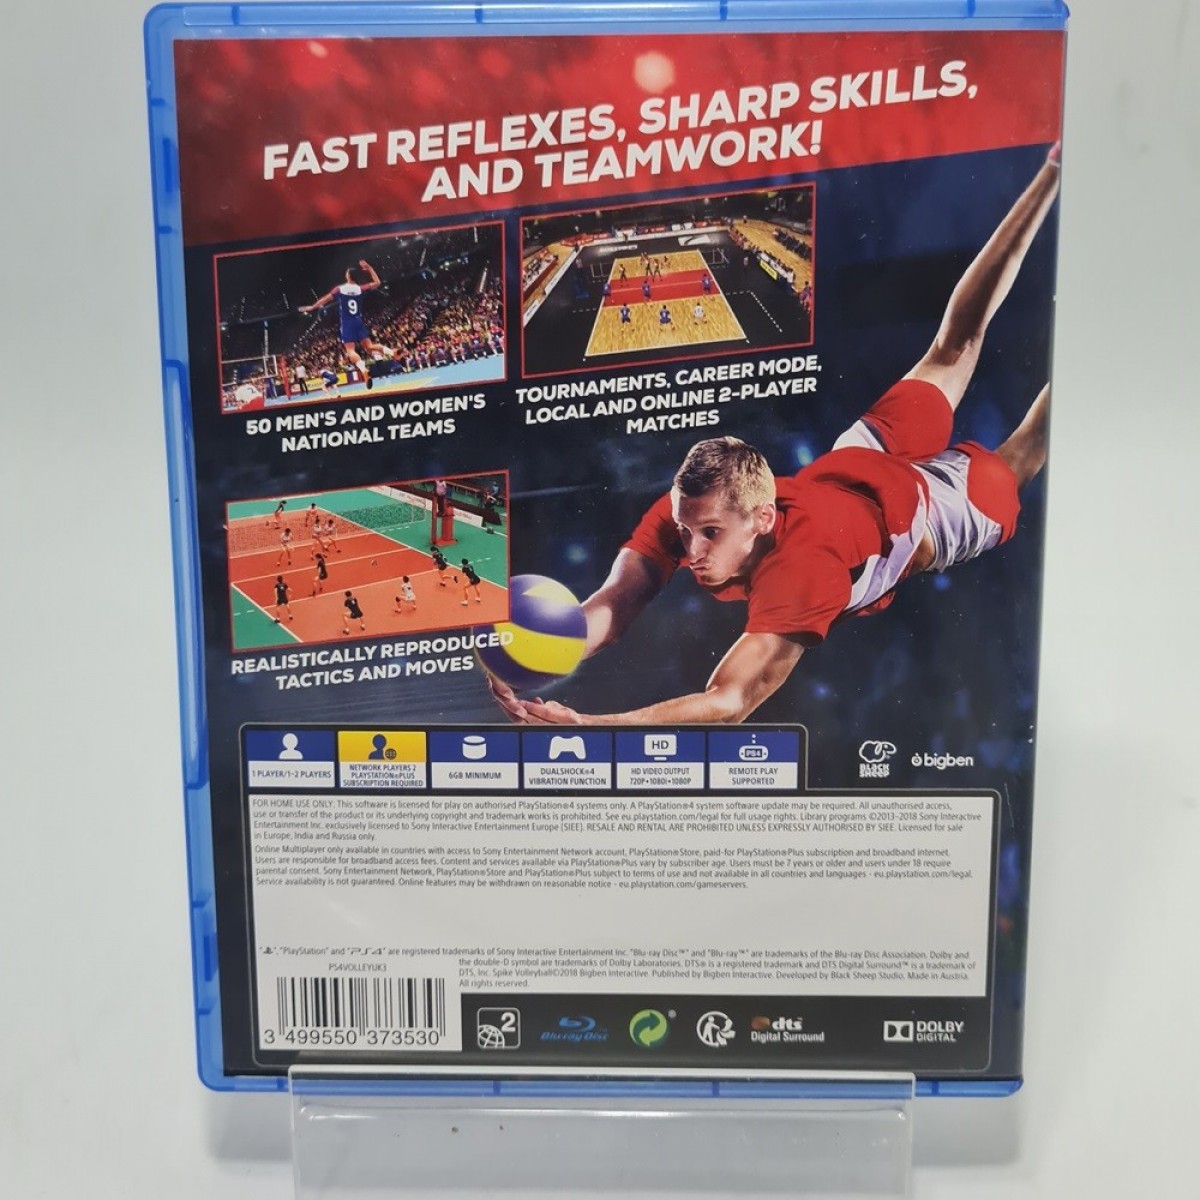 FAST REFLEXES, SHARP SKILLS,
AND TEAMWORK!
9
50 MEN'S AND WOMEN'S
NATIONAL TEAMS
TOURNAMENTS, CAREER MODE,
LOCAL AND ONLINE 2-PLAYER
MATCHES
REALISTICALLY REPRODUCED
TACTICS AND MOVES
1 PLAYER/1-2 PLAYERS
NETWORK PLAYERS 2
PLAYSTATION®PLUS
SUBSCRIPTION REQUIRED
6GB MINIMUM
DUALSHOCK®4
VIBRATION FUNCTION
HD
HD VIDEO OUTPUT
720P•1080i•1080P
PS4
REMOTE PLAY
SUPPORTED
BLACK
SHEEP
bigben
FOR HOME USE ONLY: This software is licensed for play on authorised PlayStation®4 systems only. A PlayStation®4 system software update may be required. All unauthorised access,
use or transfer of the product or its underlying copyright and trademark works is prohibited. See eu.playstation.com/legal for full usage rights. Library programs ©2013-2018 Sony Interactive
Entertainment Inc. exclusively licensed to Sony Interactive Entertainment Europe (SIEE). RESALE AND RENTAL ARE PROHIBITED UNLESS EXPRESSLY AUTHORISED BY SIEE. Licensed for sale
in Europe, India and Russia only.
Online Multiplayer only available in countries with access to Sony Entertainment Network account, PlayStation®Store, paid-for PlayStation®Plus subscription and broadband internet.
Users are responsible for broadband access fees. Content and services available via PlayStation®Plus vary by subscriber age. Users must be 7 years or older and users under 18 require
parental consent. Sony Entertainment Network, PlayStation®Store and PlayStation®Plus subject to terms of use and not available in all countries and languages - eu.playstation.com/legal.
Service availability is not guaranteed. Online features may be withdrawn on reasonable notice - eu.playstation.com/gameservers.
"", "PlayStation" and "PS4" are registered trademarks of Sony Interactive Entertainment Inc. "Blu-ray Disc™" and "Blu-ray™" are trademarks of the Blu-ray Disc Association. Dolby and
PS4VOLLEYUK3
the double-D symbol are trademarks of Dolby Laboratories. DTS® is a registered trademark and DTS Digital Surround™ is a trademark of
DTS, Inc. Spike Volleyball©2018 Bigben Interactive. Published by Bigben Interactive. Developed by Black Sheep Studio. Made in Austria.
All rights reserved.
3 499550 373530
2
Blu-ray Disc
dts
Digital Surround
DOLBY
DIGITAL